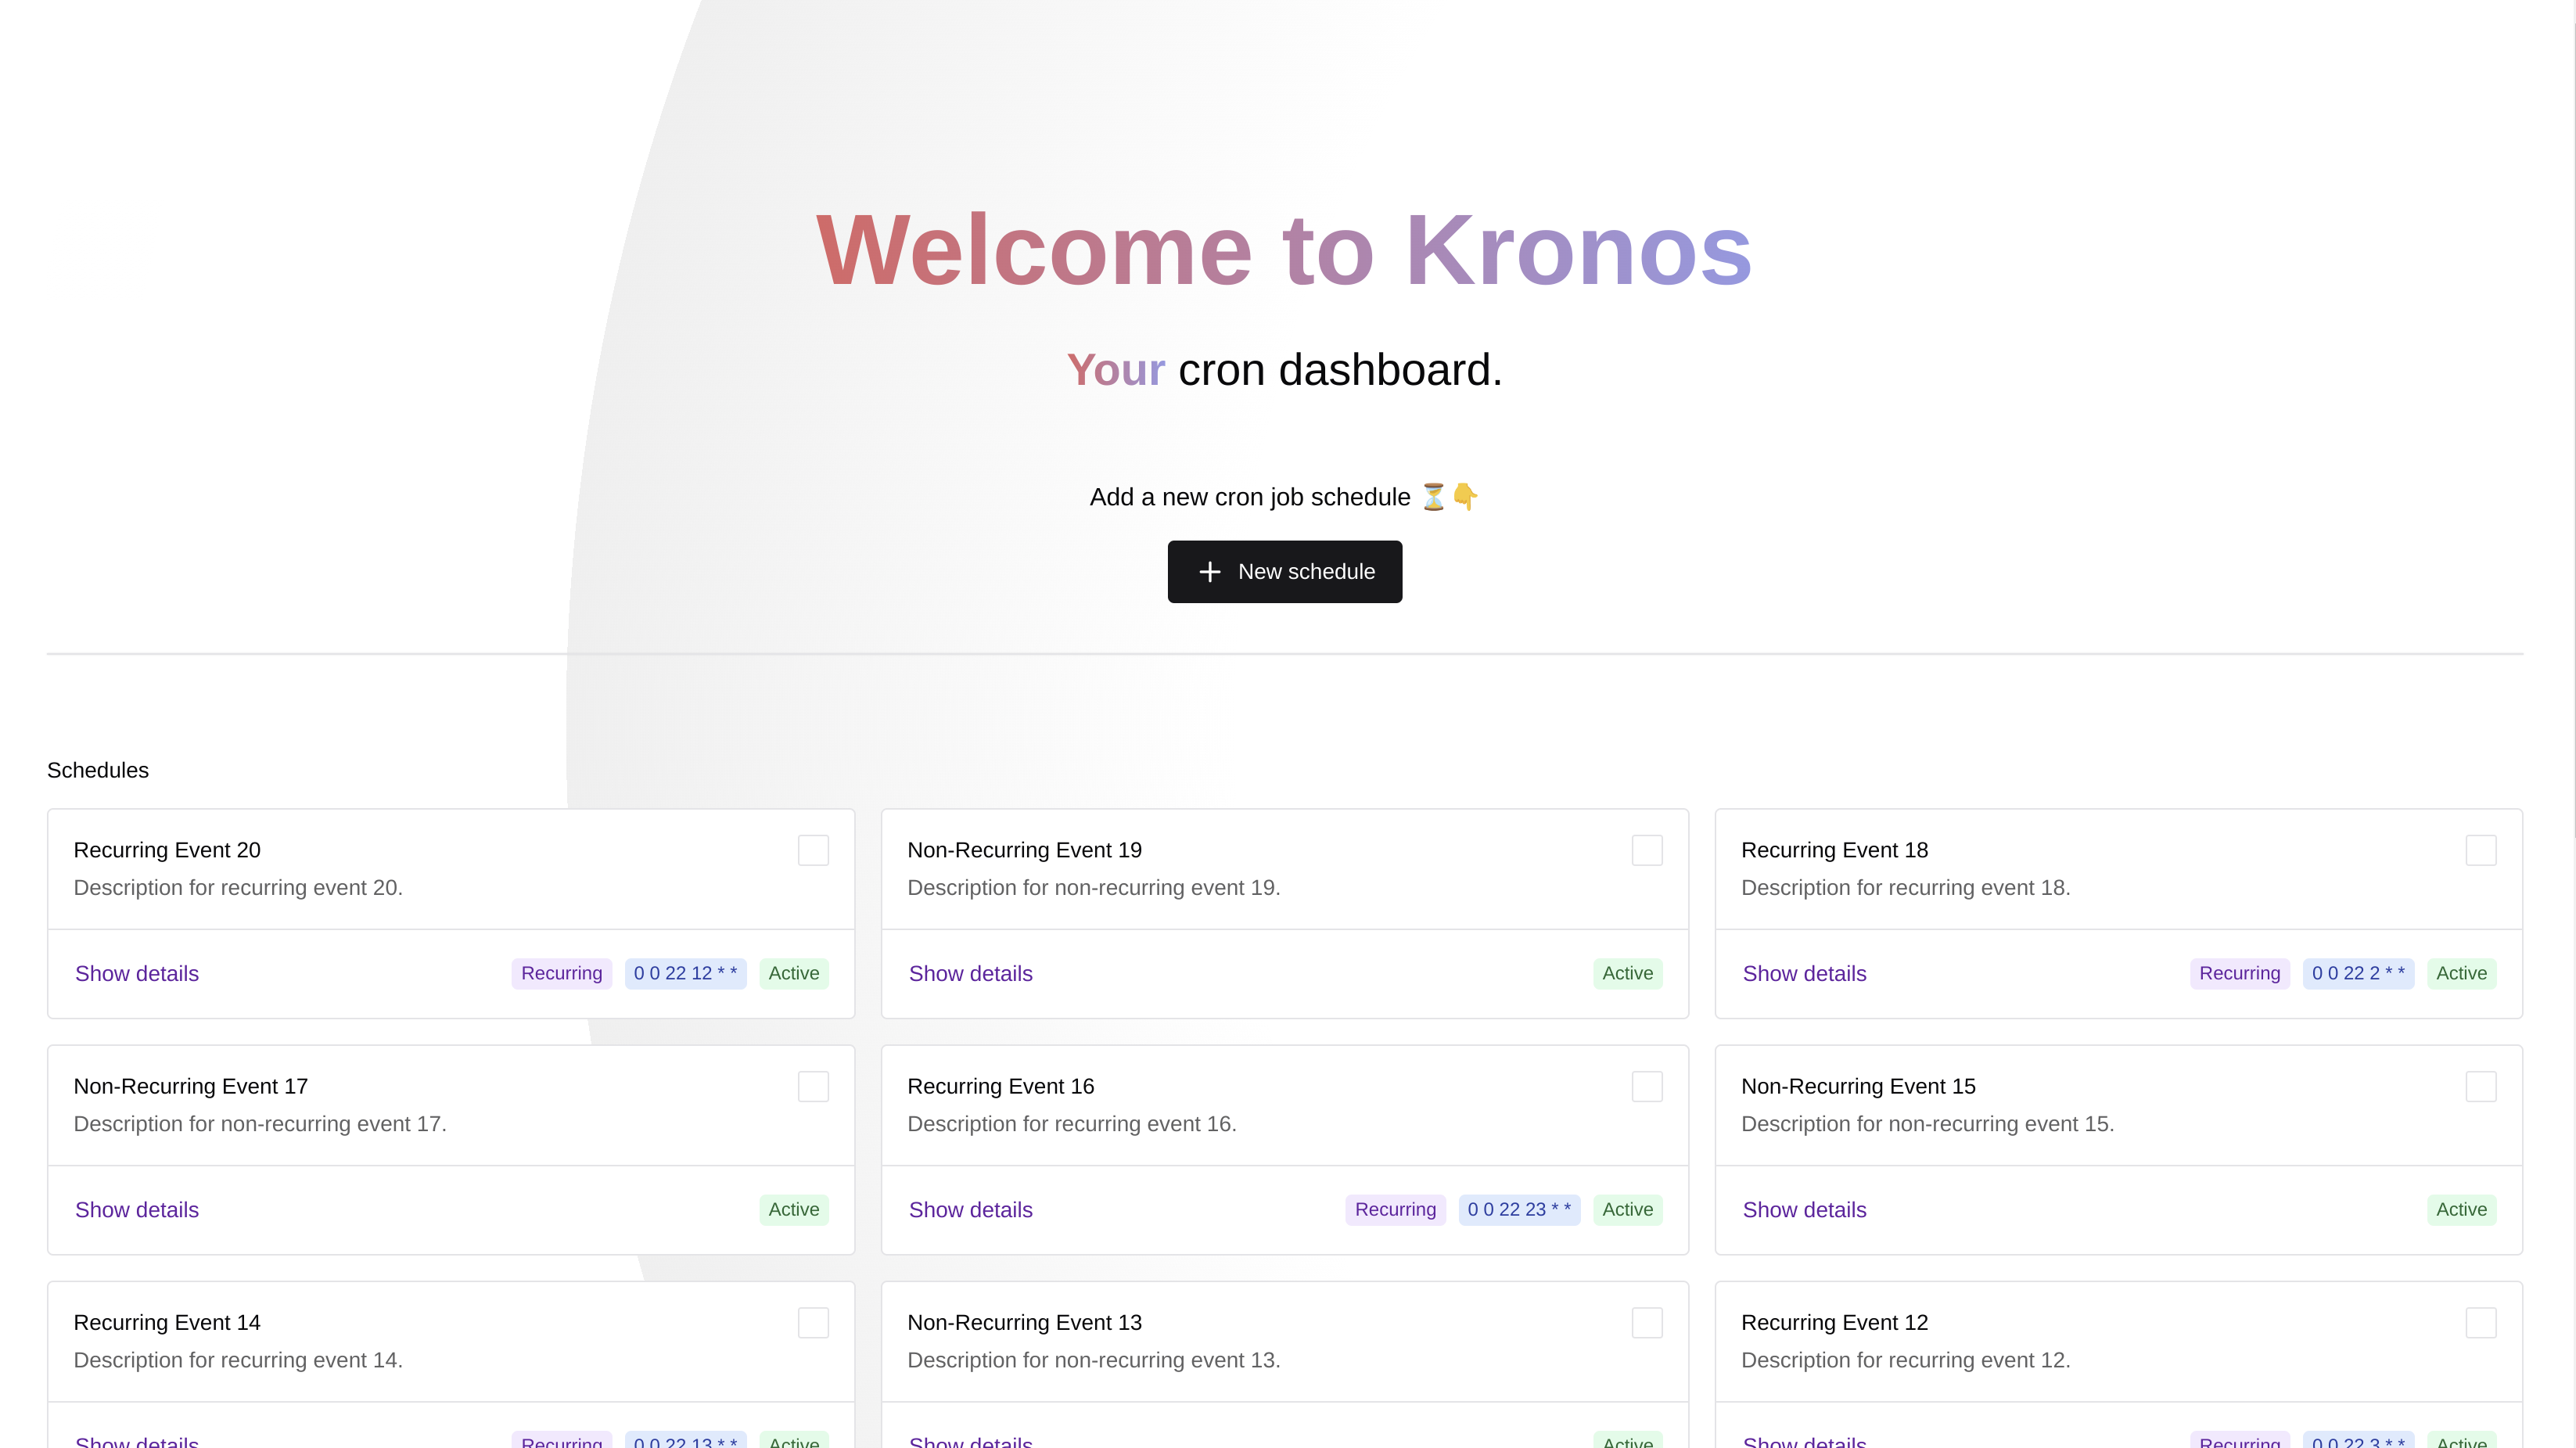 Welcome to Kronos
Your cron dashboard.
Add a new cron job schedule ⏳👇
New schedule
Schedules
Recurring Event 20
Description for recurring event 20.
Show details
Recurring
0 0 22 12 * *
Active
Non-Recurring Event 19
Description for non-recurring event 19.
Show details
Active
Recurring Event 18
Description for recurring event 18.
Show details
Recurring
0 0 22 2 * *
Active
Non-Recurring Event 17
Description for non-recurring event 17.
Show details
Active
Recurring Event 16
Description for recurring event 16.
Show details
Recurring
0 0 22 23 * *
Active
Non-Recurring Event 15
Description for non-recurring event 15.
Show details
Active
Recurring Event 14
Description for recurring event 14.
Show details
Recurring
0 0 22 13 * *
Active
Non-Recurring Event 13
Description for non-recurring event 13.
Show details
Active
Recurring Event 12
Description for recurring event 12.
Show details
Recurring
0 0 22 3 * *
Active